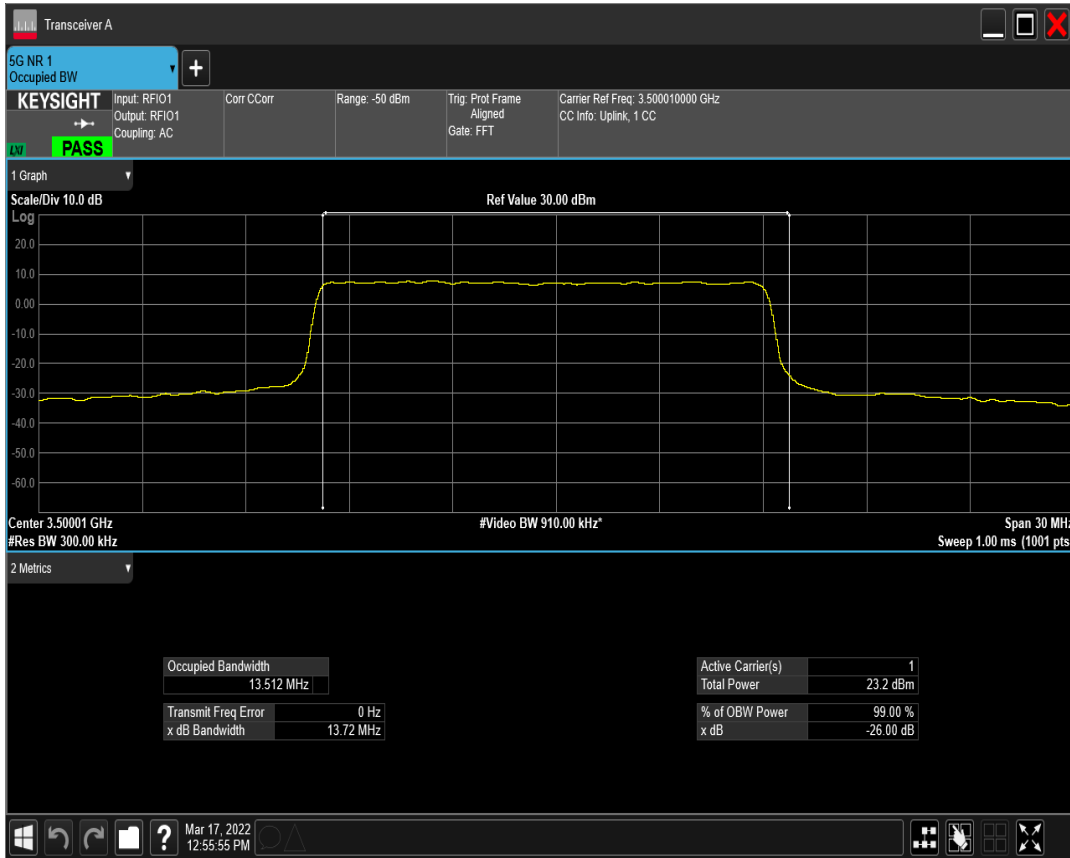 Transceiver A
5G NR 1
Occupied BW
KEYSIGHT
LXI
PASS
Input: RFIO1
Output: RFIO1
Coupling: AC
Corr CCorr
Range: -50 dBm
Trig: Prot Frame
Aligned
Gate: FFT
Carrier Ref Freq: 3.500010000 GHz
CC Info: Uplink, 1 CC
1 Graph
Scale/Div 10.0 dB
Ref Value 30.00 dBm
Log
20.0
10.0
0.00
-10.0
-20.0
-30.0
-40.0
-50.0
-60.0
Center 3.50001 GHz
#Video BW 910.00 kHz*
Span 30 MHz
#Res BW 300.00 kHz
Sweep 1.00 ms (1001 pts
2 Metrics
Occupied Bandwidth
13.512 MHz
Transmit Freq Error 0 Hz
x dB Bandwidth 13.72 MHz
Active Carrier(s) 1
Total Power 23.2 dBm
% of OBW Power 99.00 %
x dB -26.00 dB
?
Mar 17, 2022
12:55:55 PM